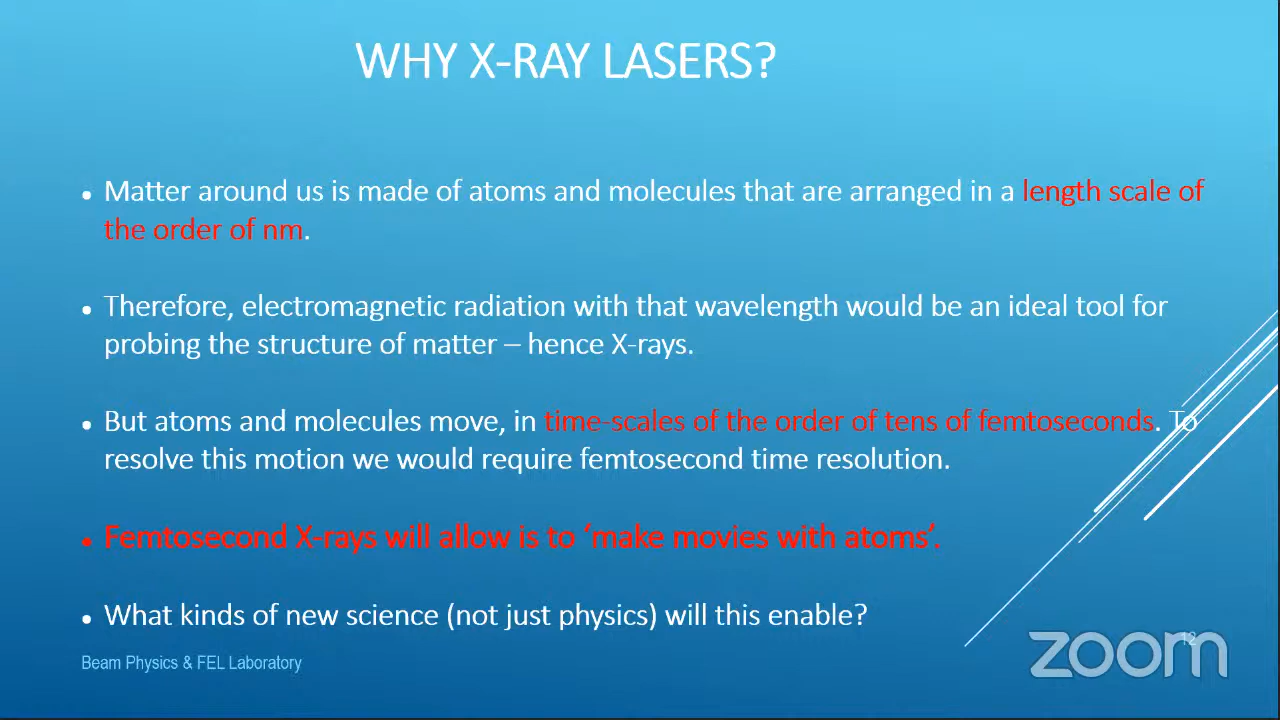 WHY X-RAY LASERS?
• Matter around us is made of atoms and molecules that are arranged in a length scale of
the order of nm.
• Therefore, electromagnetic radiation with that wavelength would be an ideal tool for
probing the structure of matter – hence X-rays.
• But atoms and molecules move, in time-scales of the order of tens of femtoseconds. To
resolve this motion we would require femtosecond time resolution.
• Femtosecond X-rays will allow is to ‘make movies with atoms’.
• What kinds of new science (not just physics) will this enable?
12
Beam Physics & FEL Laboratory
zoom